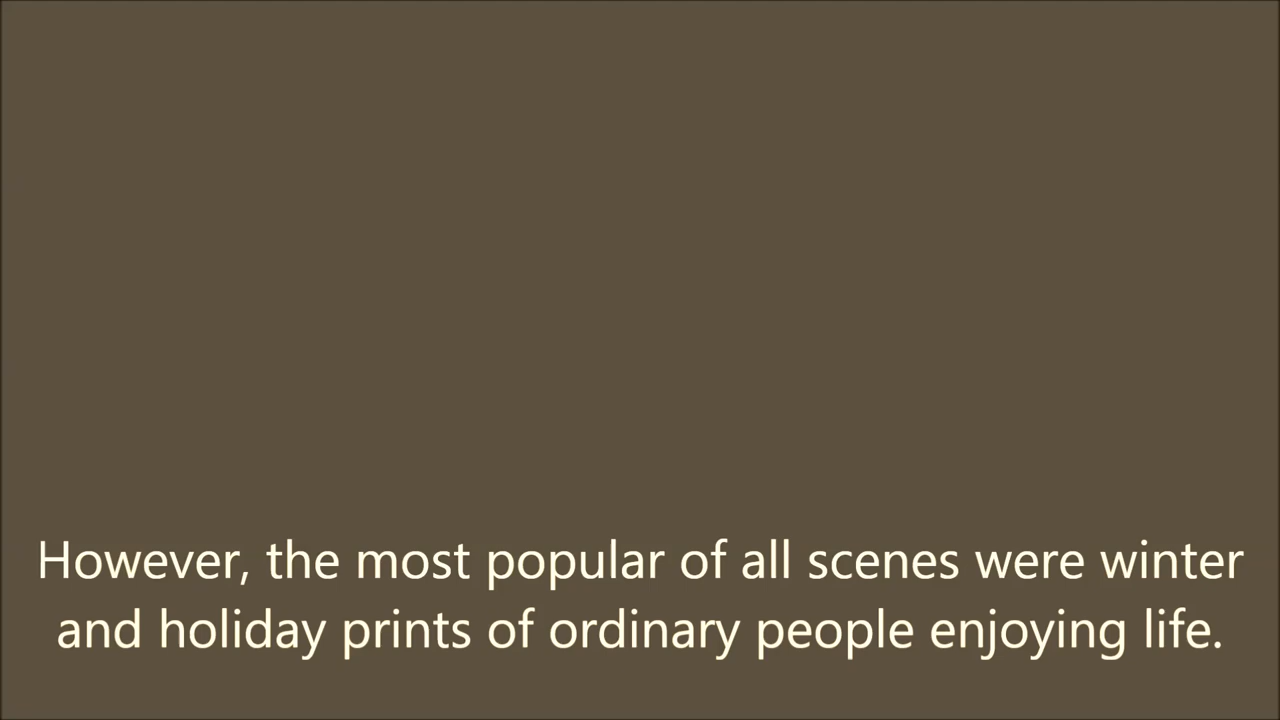 However, the most popular of all scenes were winter
and holiday prints of ordinary people enjoying life.